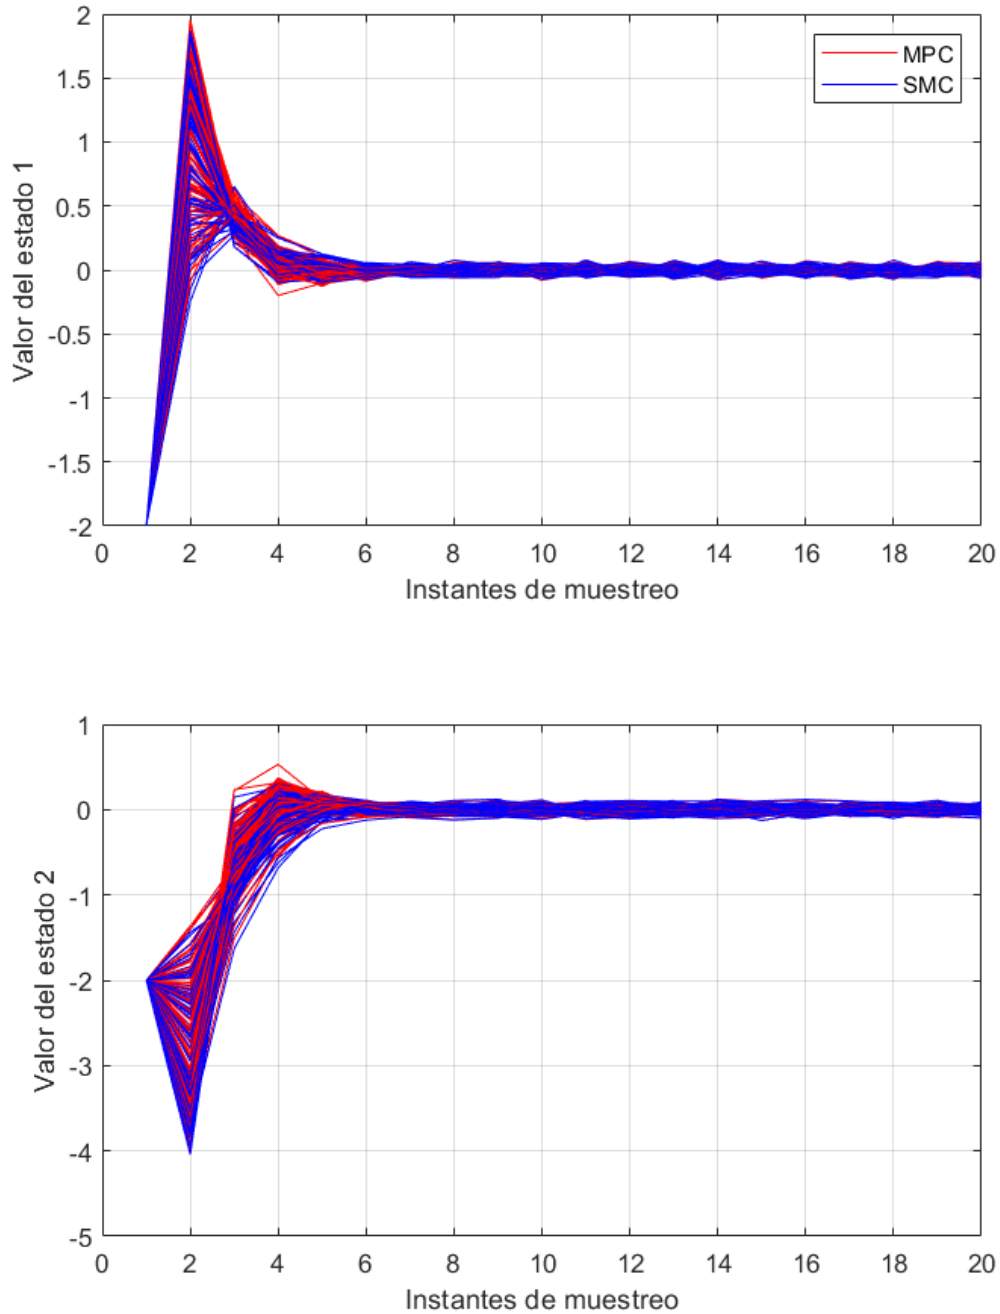 2
1.5
1
0.5
0
-0.5
-1
-1.5
-2
Valor del estado 1
MPC
SMC
0 2 4 6 8 10 12 14 16 18 20
Instantes de muestreo
1
0
-1
-2
-3
-4
-5
Valor del estado 2
0 2 4 6 8 10 12 14 16 18 20
Instantes de muestreo